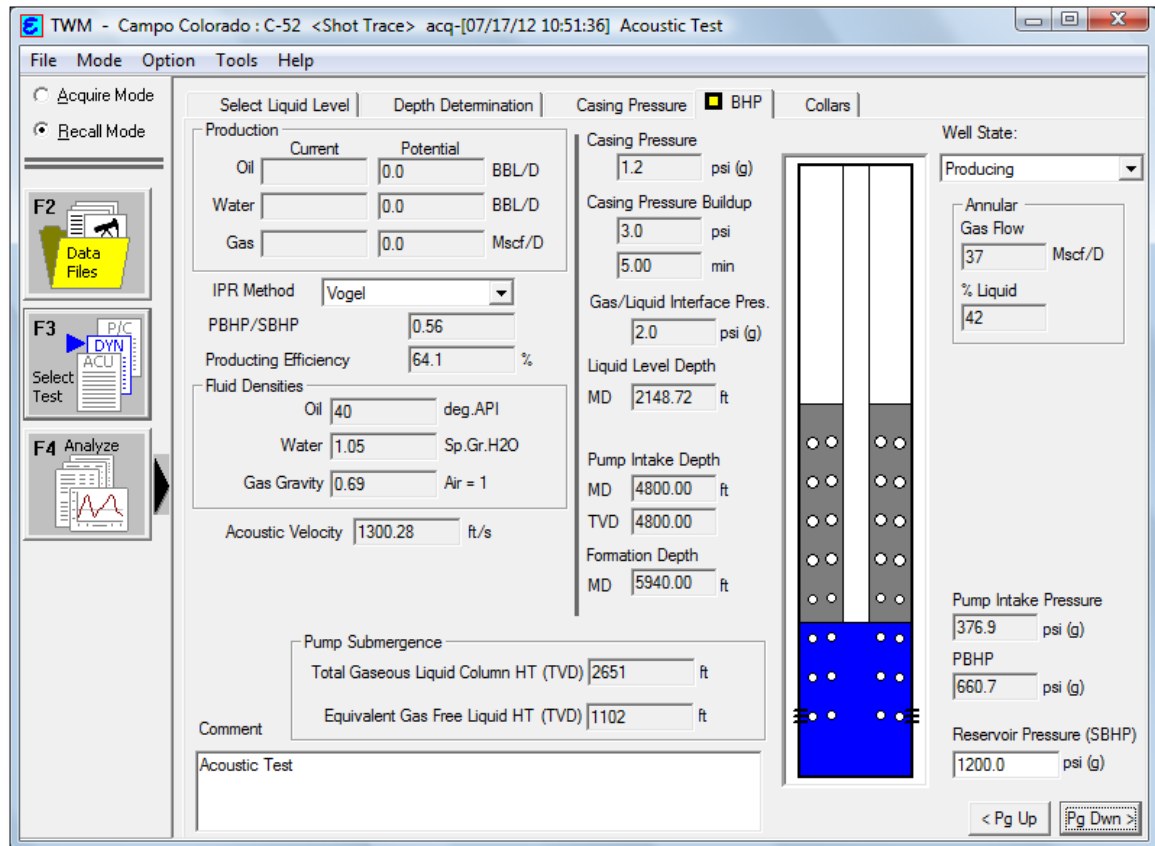 TWM - Campo Colorado : C-52 <Shot Trace> acq-[07/17/12 10:51:36] Acoustic Test
File Mode Option Tools Help
Acquire Mode
Recall Mode
F2
Data
Files
F3
P/C
DYN
ACU
Select
Test
F4 Analyze
Select Liquid Level
Depth Determination
Casing Pressure
BHP
Collars
Production
Current Potential
Oil 0.0 BBL/D
Water 0.0 BBL/D
Gas 0.0 Mscf/D
IPR Method Vogel
PBHP/SBHP 0.56
Producting Efficiency 64.1 %
Fluid Densities
Oil 40 deg.API
Water 1.05 Sp.Gr.H2O
Gas Gravity 0.69 Air = 1
Acoustic Velocity 1300.28 ft/s
Casing Pressure
1.2 psi (g)
Casing Pressure Buildup
3.0 psi
5.00 min
Gas/Liquid Interface Pres.
2.0 psi (g)
Liquid Level Depth
MD 2148.72 ft
Pump Intake Depth
MD 4800.00 ft
TVD 4800.00
Formation Depth
MD 5940.00 ft
Pump Submergence
Total Gaseous Liquid Column HT (TVD) 2651 ft
Equivalent Gas Free Liquid HT (TVD) 1102 ft
Comment
Acoustic Test
Well State:
Producing
Annular
Gas Flow
37 Mscf/D
% Liquid
42
Pump Intake Pressure
376.9 psi (g)
PBHP
660.7 psi (g)
Reservoir Pressure (SBHP)
1200.0 psi (g)
< Pg Up
Pg Dwn >